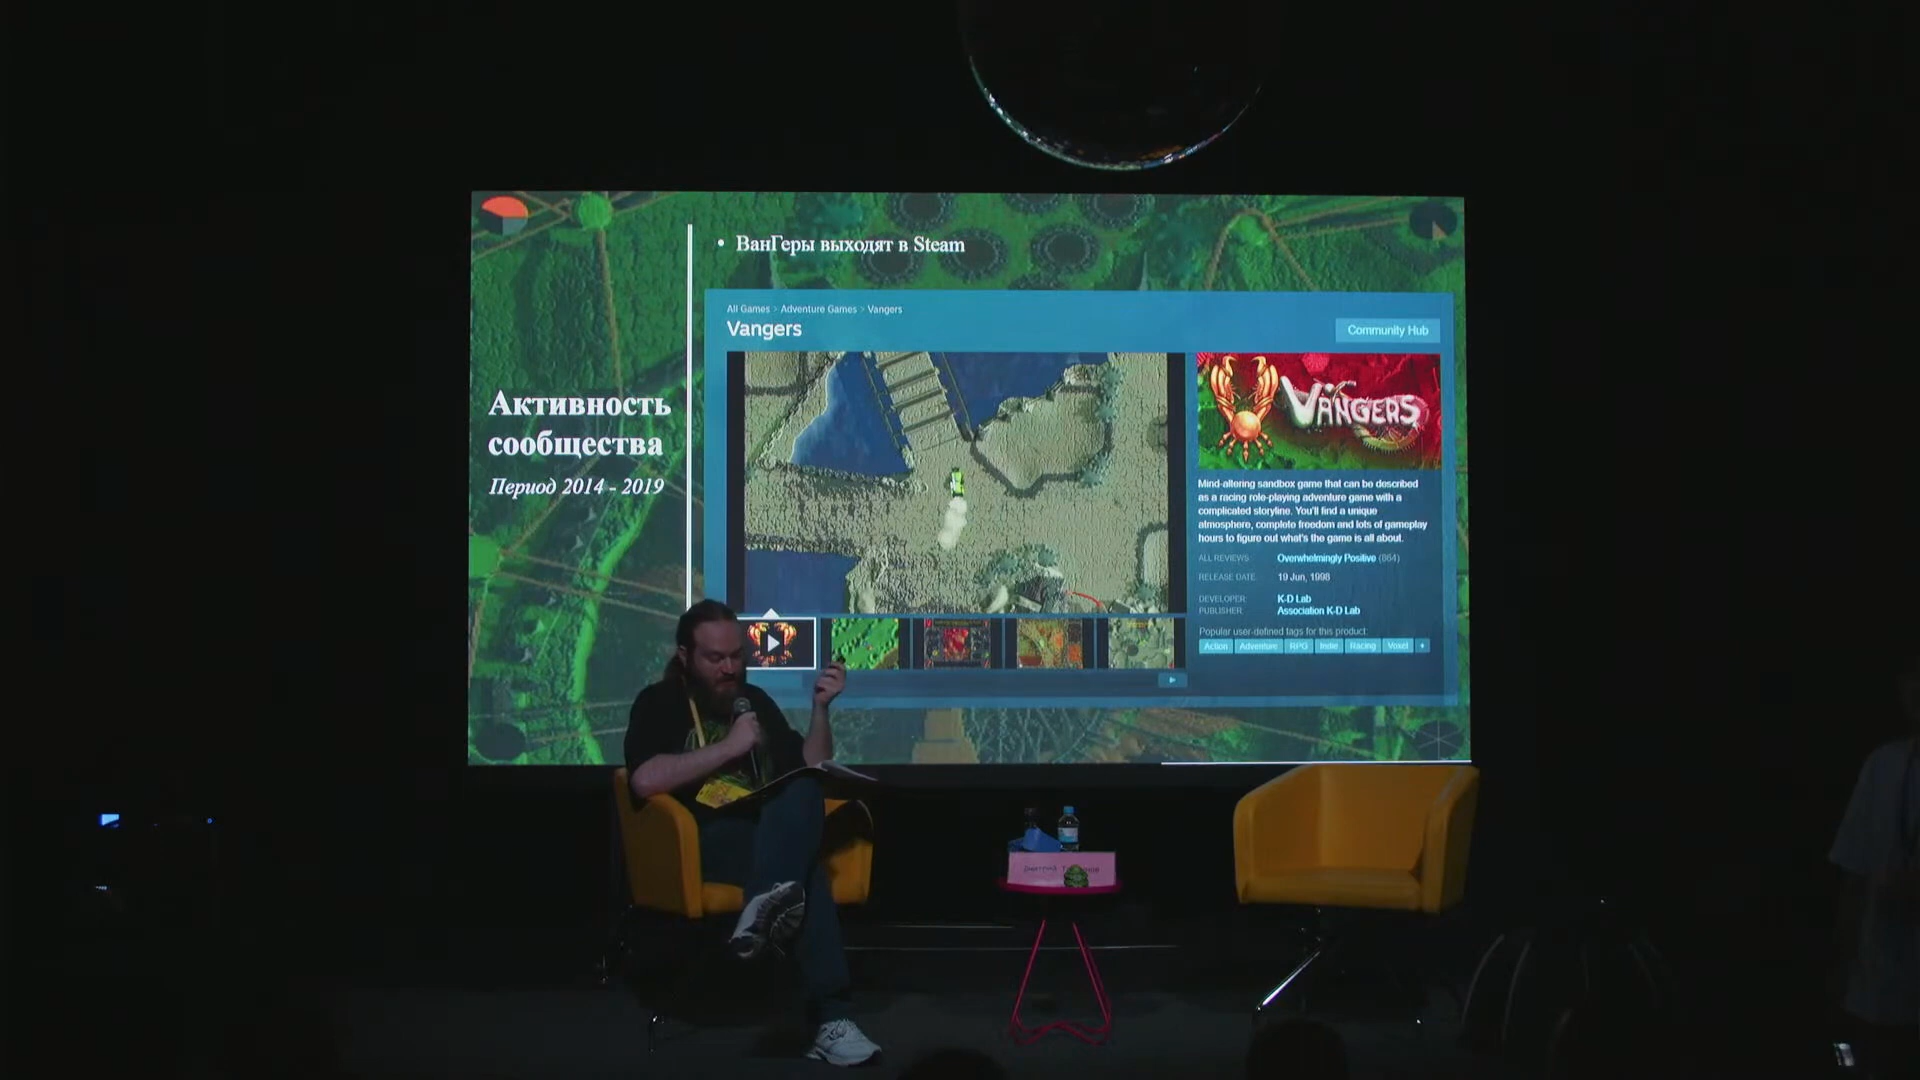 • ВанГеры выходят в Steam
Активность
сообщества
Период 2014 - 2019
All Games > Adventure Games > Vangers
Vangers
Community Hub
VANGERS
Mind-altering sandbox game that can be described
as a racing role-playing adventure game with a
complicated storyline. You'll find a unique
atmosphere, complete freedom and lots of gameplay
hours to figure out what's the game is all about.
ALL REVIEWS: Overwhelmingly Positive (864)
RELEASE DATE: 19 Jun, 1998
DEVELOPER: K-D Lab
PUBLISHER: Association K-D Lab
Popular user-defined tags for this product:
Action Adventure RPG Indie Racing Voxel +
Дмитрий